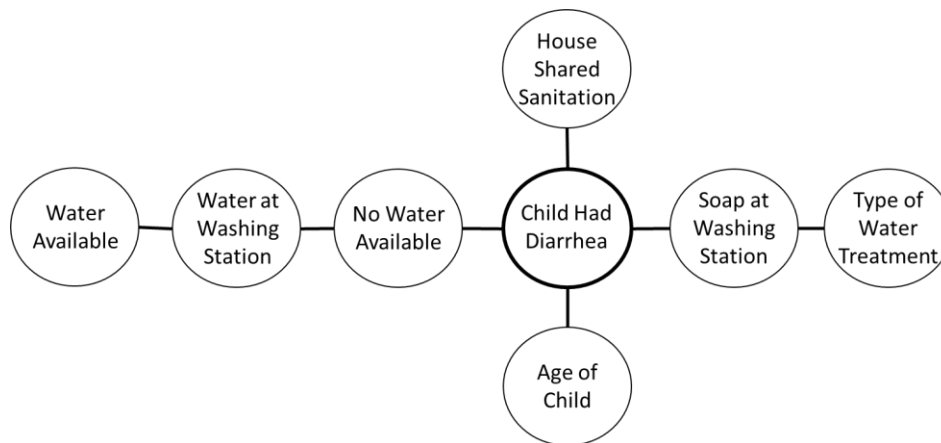 House
Shared
Sanitation
Water
Available
Water at
Washing
Station
No Water
Available
Child Had
Diarrhea
Soap at
Washing
Station
Type of
Water
Treatment
Age of
Child